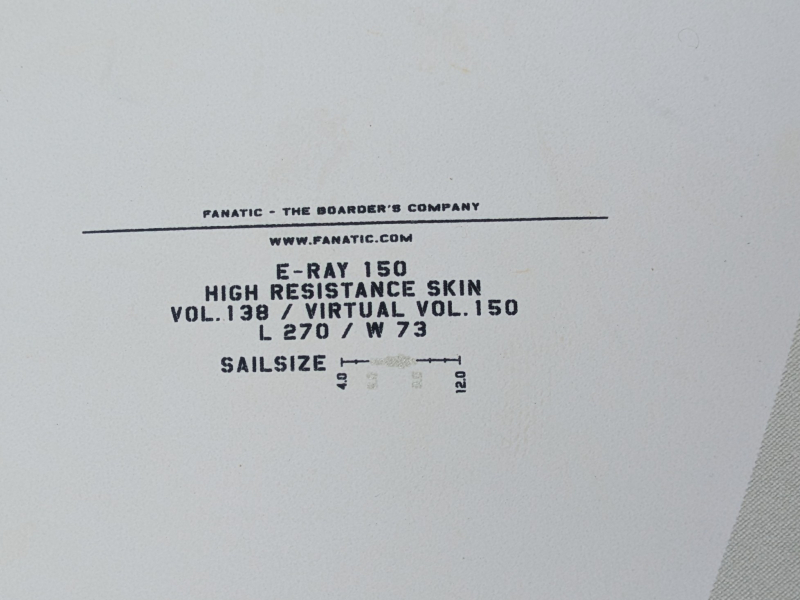 FANATIC - THE BOARDER'S COMPANY
WWW.FANATIC.COM
E-RAY 150
HIGH RESISTANCE SKIN
VOL.138 / VIRTUAL VOL.150
L 270 / W 73
SAILSIZE
4.0 12.0